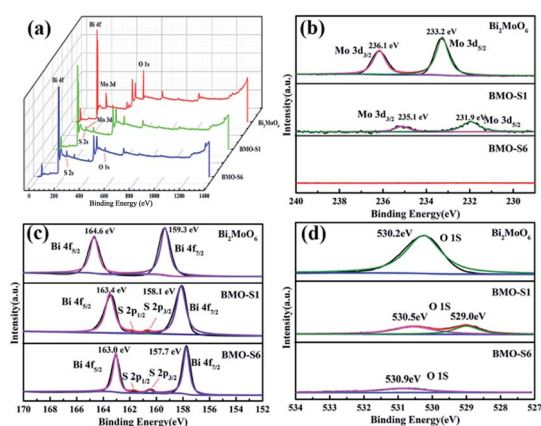 (a)
Bi 4f
Bi 4f
Mo 3d
O 1s
S 2s
Mo 3d
S 2s
O 1s
Bi₂MoO₆
BMO-S1
BMO-S6
Intensity(a.u.)
0 200 400 600 800 1000 1200 1400
Binding Energy (eV)
(b)
Bi₂MoO₆
233.2 eV
236.1 eV
Mo 3d₃/₂
Mo 3d₅/₂
BMO-S1
Mo 3d₃/₂
235.1 eV
231.9 eV
Mo 3d₅/₂
BMO-S6
Intensity(a.u.)
240 238 236 234 232 230
Binding Energy(eV)
(c)
Bi₂MoO₆
164.6 eV
159.3 eV
Bi 4f₅/₂
Bi 4f₇/₂
BMO-S1
163.4 eV
158.1 eV
Bi 4f₅/₂
S 2p₁/₂
S 2p₃/₂
Bi 4f₇/₂
BMO-S6
163.0 eV
157.7 eV
Bi 4f₅/₂
S 2p₁/₂
S 2p₃/₂
Bi 4f₇/₂
Intensity(a.u.)
170 168 166 164 162 160 158 156 154 152
Binding Energy(eV)
(d)
Bi₂MoO₆
530.2eV
O 1S
BMO-S1
O 1S
530.5eV
529.0eV
BMO-S6
530.9eV
O 1S
Intensity(a.u.)
534 533 532 531 530 529 528 527
Binding Energy(eV)